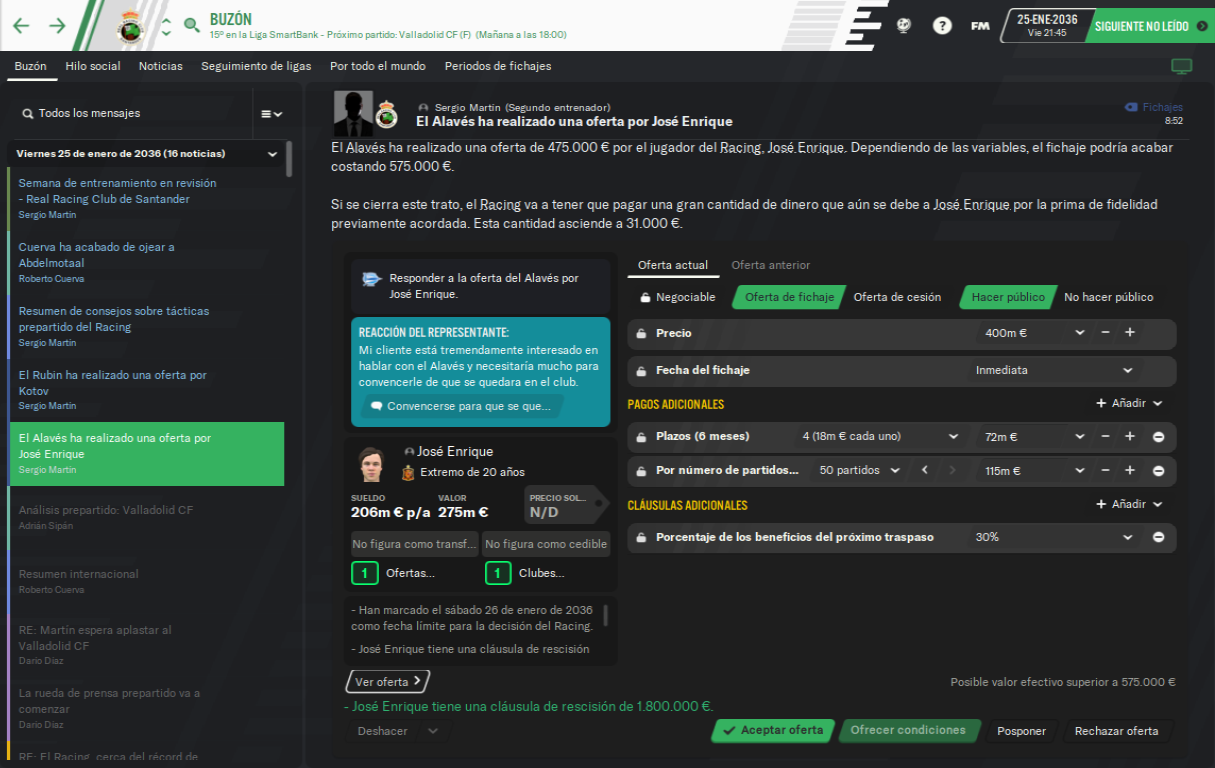 BUZÓN
15º en la Liga SmartBank - Próximo partido: Valladolid CF (F) (Mañana a las 18:00)
FM
25-ENE-2036
Vie 21:45
SIGUIENTE NO LEÍDO
Buzón
Hilo social
Noticias
Seguimiento de ligas
Por todo el mundo
Periodos de fichajes
Todos los mensajes
Viernes 25 de enero de 2036 (16 noticias)
Semana de entrenamiento en revisión
- Real Racing Club de Santander
Sergio Martín
Cuerva ha acabado de ojear a
Abdelmotaal
Roberto Cuerva
Resumen de consejos sobre tácticas
prepartido del Racing
Sergio Martín
El Rubin ha realizado una oferta por
Kotov
Sergio Martín
El Alavés ha realizado una oferta por
José Enrique
Sergio Martín
Análisis prepartido: Valladolid CF
Adrián Sipán
Resumen internacional
Roberto Cuerva
RE: Martín espera aplastar al
Valladolid CF
Darío Díaz
La rueda de prensa prepartido va a
comenzar
Darío Díaz
RE: El Racing, cerca del récord de
Sergio Martín (Segundo entrenador)
El Alavés ha realizado una oferta por José Enrique
Fichajes
8:52
El Alavés ha realizado una oferta de 475.000 € por el jugador del Racing, José Enrique. Dependiendo de las variables, el fichaje podría acabar
costando 575.000 €.
Si se cierra este trato, el Racing va a tener que pagar una gran cantidad de dinero que aún se debe a José Enrique por la prima de fidelidad
previamente acordada. Esta cantidad asciende a 31.000 €.
Responder a la oferta del Alavés por
José Enrique.
REACCIÓN DEL REPRESENTANTE:
Mi cliente está tremendamente interesado en
hablar con el Alavés y necesitaría mucho para
convencerle de que se quedara en el club.
Convencerse para que se que...
José Enrique
Extremo de 20 años
SUELDO
VALOR
PRECIO SOL...
206m € p/a
275m €
N/D
No figura como transf...
No figura como cedible
1 Ofertas...
1 Clubes...
- Han marcado el sábado 26 de enero de 2036
como fecha límite para la decisión del Racing.
- José Enrique tiene una cláusula de rescisión
Oferta actual
Oferta anterior
Negociable
Oferta de fichaje
Oferta de cesión
Hacer público
No hacer público
Precio
400m €
Fecha del fichaje
Inmediata
PAGOS ADICIONALES
Añadir
Plazos (6 meses)
4 (18m € cada uno)
72m €
Por número de partidos...
50 partidos
115m €
CLÁUSULAS ADICIONALES
Añadir
Porcentaje de los beneficios del próximo traspaso
30%
Ver oferta
Posible valor efectivo superior a 575.000 €
- José Enrique tiene una cláusula de rescisión de 1.800.000 €.
Deshacer
Aceptar oferta
Ofrecer condiciones
Posponer
Rechazar oferta